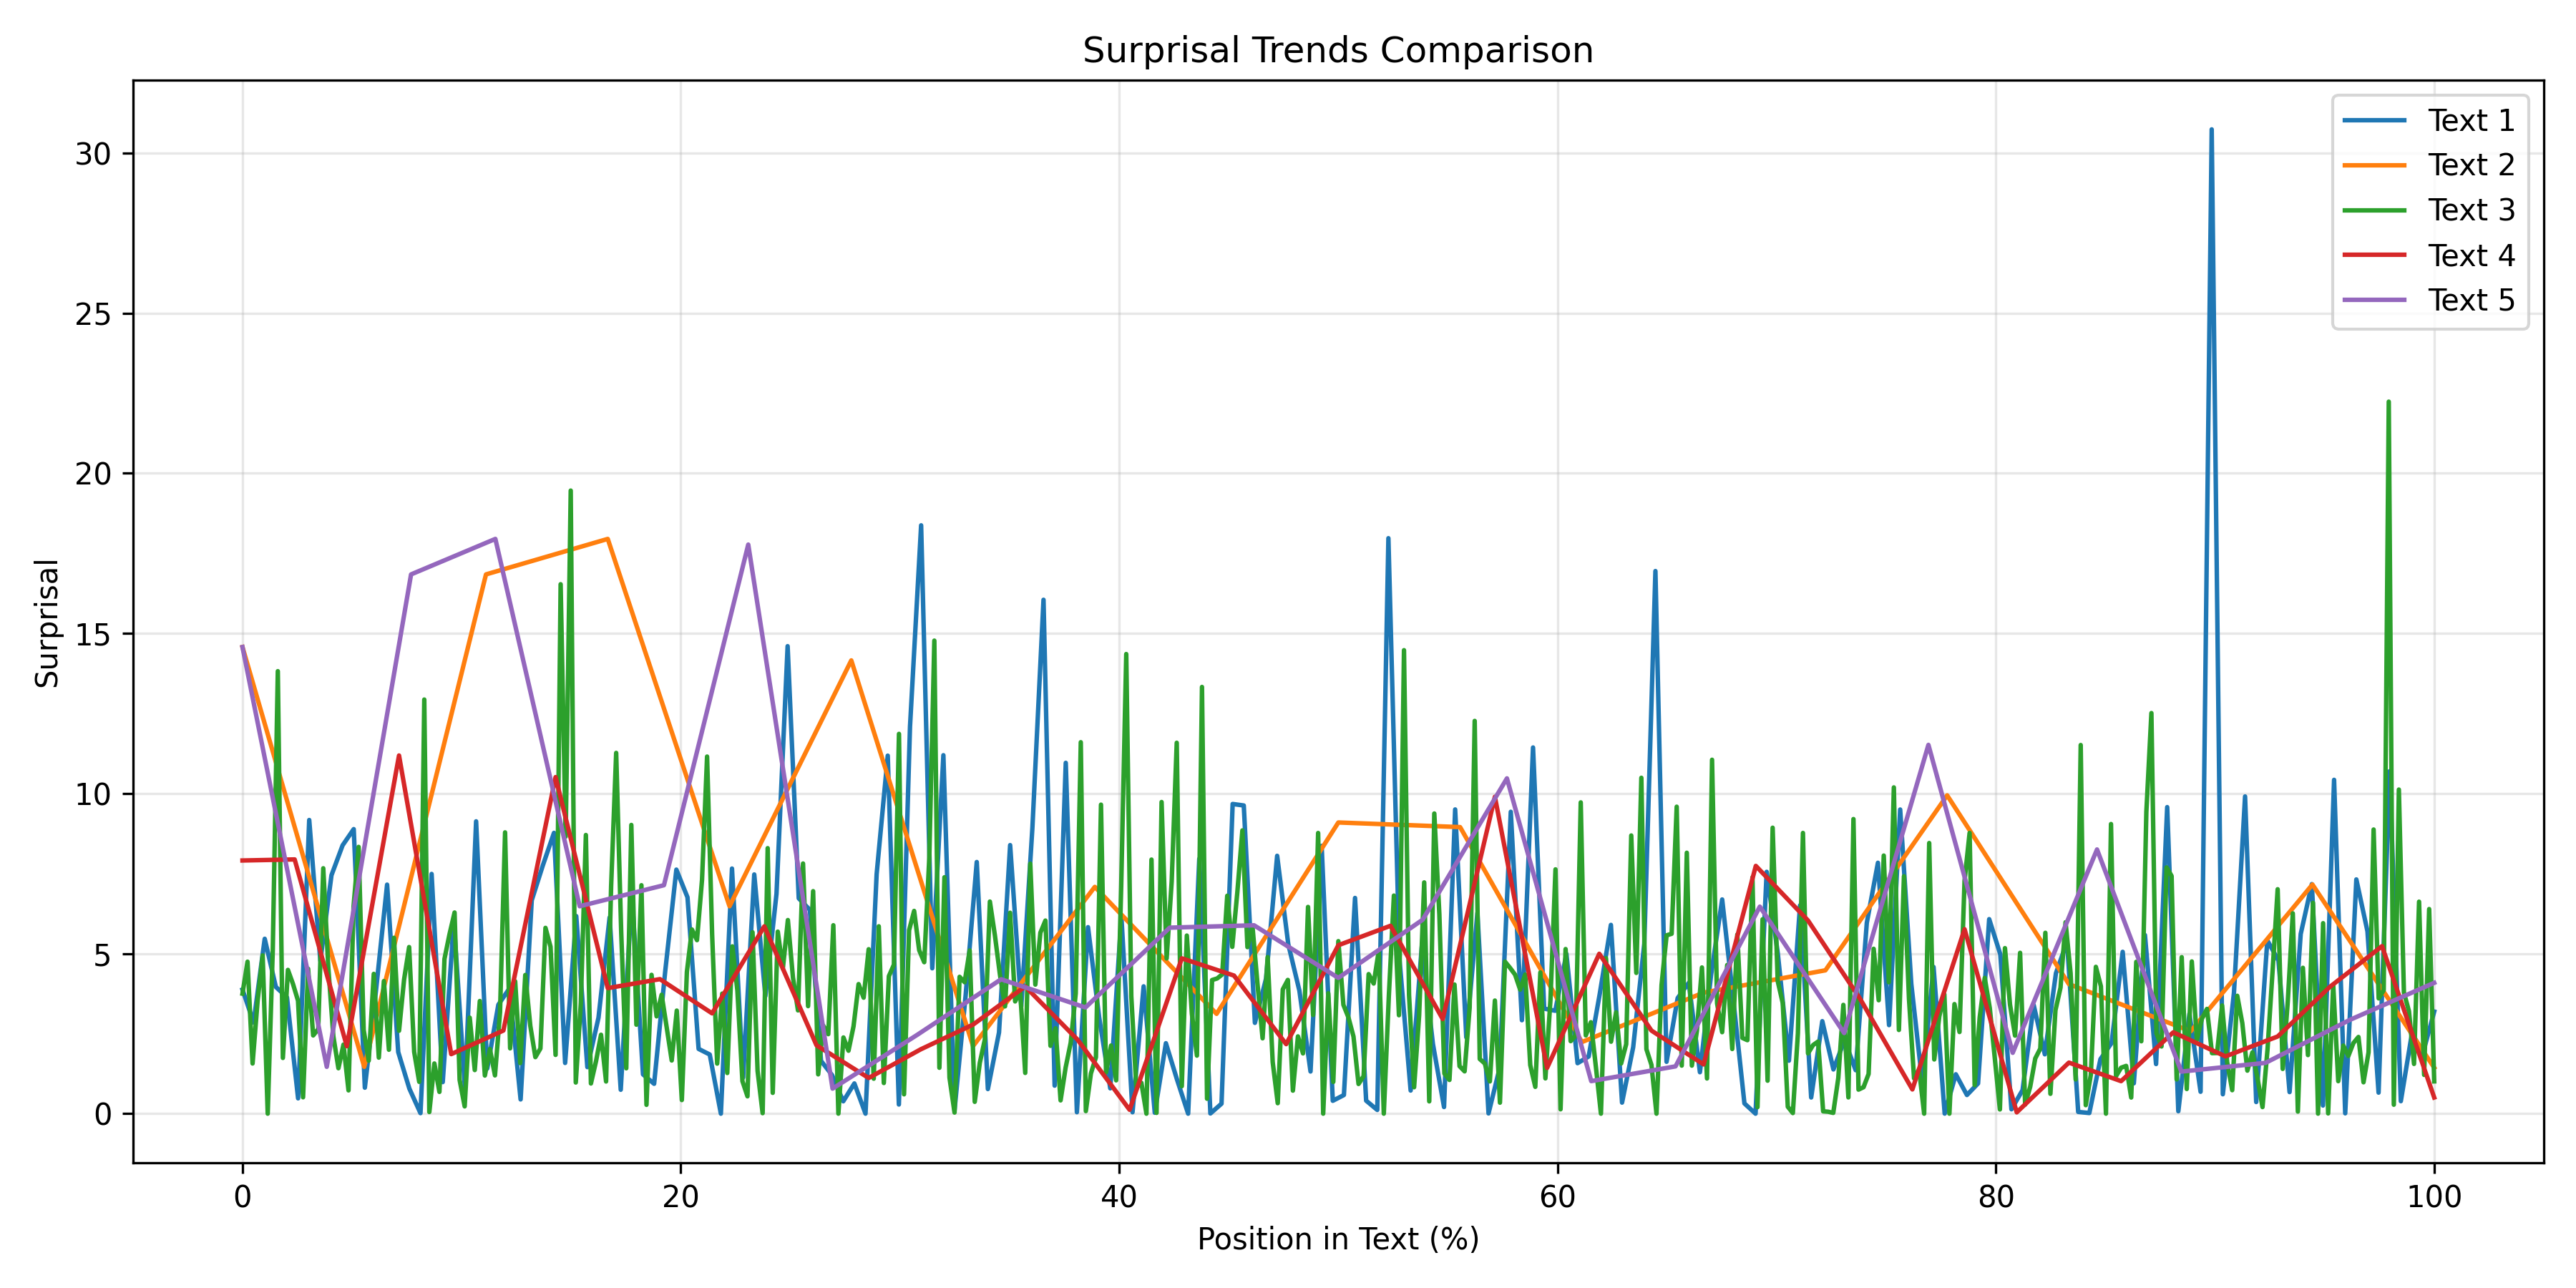 Surprisal Trends Comparison
Text 1
Text 2
Text 3
Text 4
Text 5
30
25
20
15
10
5
0
Surprisal
0 20 40 60 80 100
Position in Text (%)